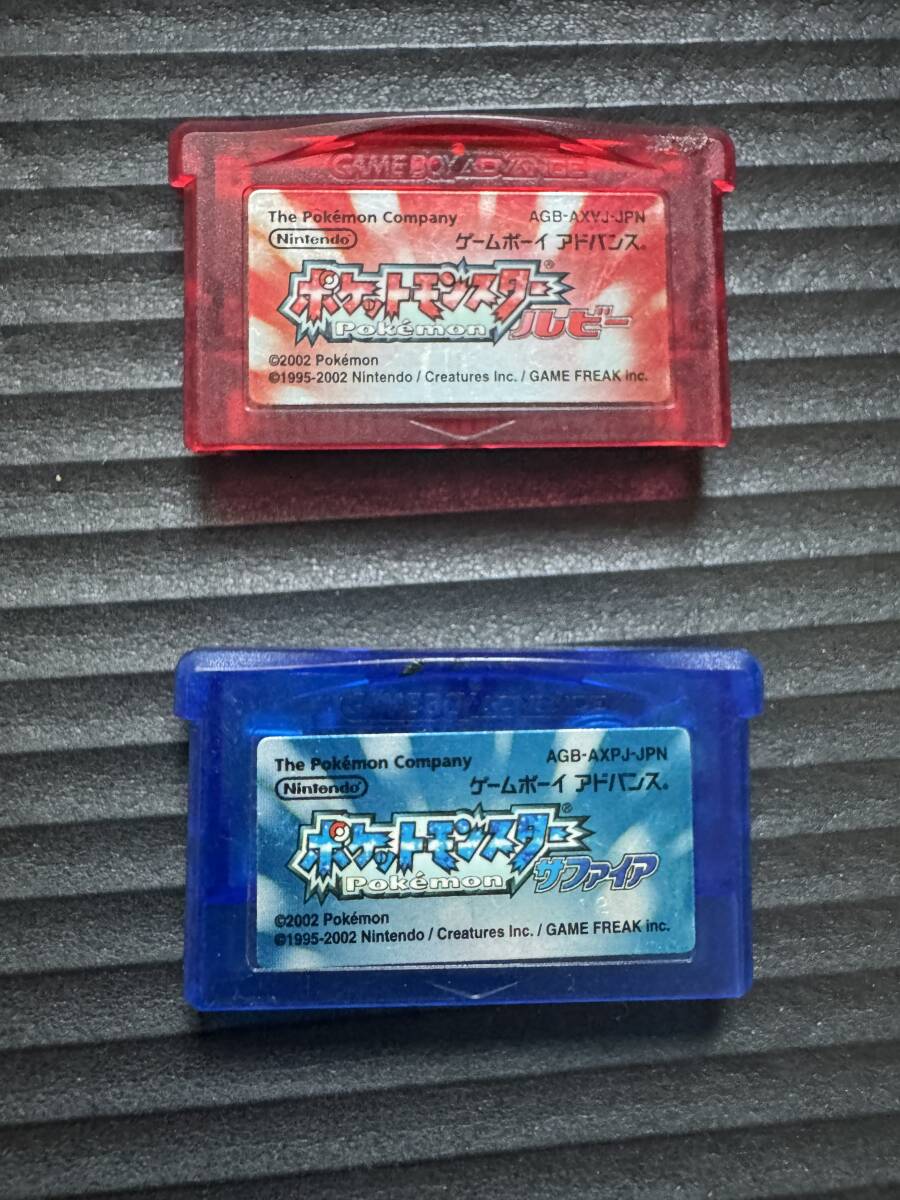 GAME BOY ADVANCE
The Pokémon Company AGB-AXVJ-JPN
Nintendo® ゲームボーイ アドバンス®
ポケットモンスター®
Pokémon ルビー
©2002 Pokémon
©1995-2002 Nintendo / Creatures Inc. / GAME FREAK inc.
GAME BOY ADVANCE
The Pokémon Company AGB-AXPJ-JPN
Nintendo® ゲームボーイ アドバンス®
ポケットモンスター®
Pokémon サファイア
©2002 Pokémon
©1995-2002 Nintendo / Creatures Inc. / GAME FREAK inc.